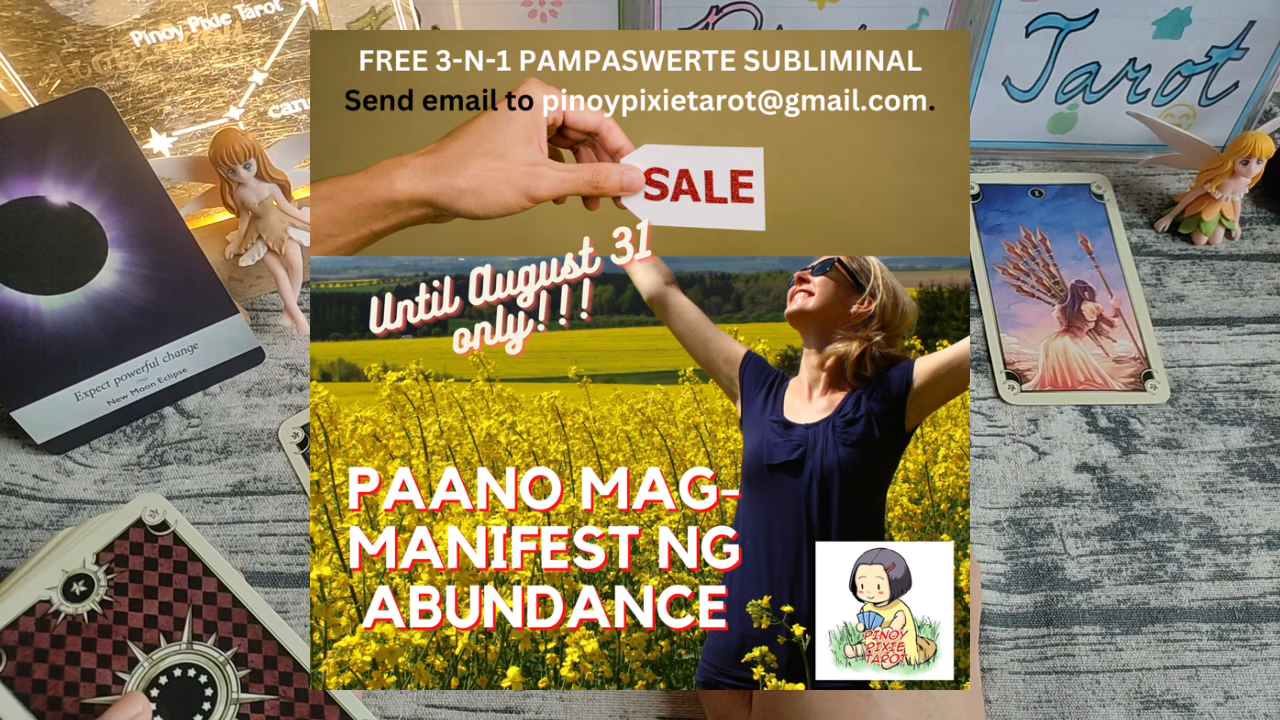 Pinoy Pixie Tarot
canc
Tarot
FREE 3-N-1 PAMPASWERTE SUBLIMINAL
Send email to pinoypixietarot@gmail.com.
SALE
Until August 31
only!!!
Expect powerful change
New Moon Eclipse
PAANO MAG-
MANIFEST NG
ABUNDANCE
PINOY
PIXIE
TAROT